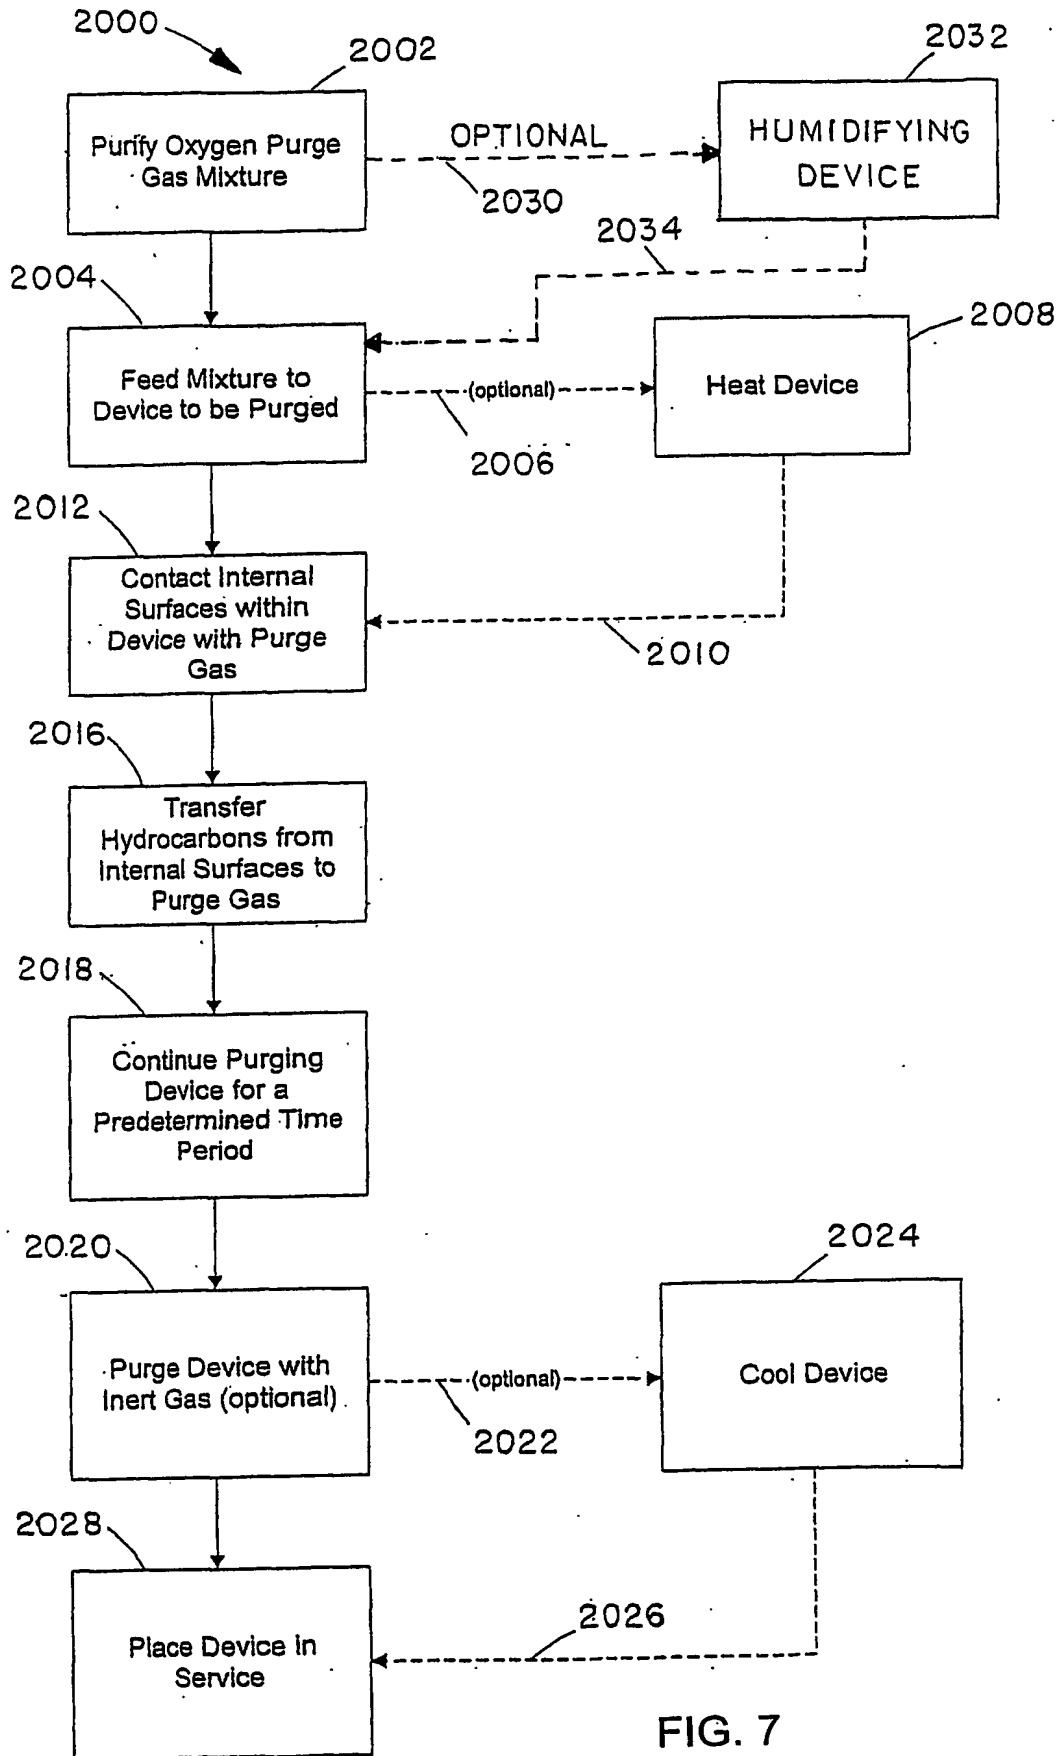 2000
2002
2032
Purify Oxygen Purge
Gas Mixture
OPTIONAL
2030
HUMIDIFYING
DEVICE
2034
2004
2008
Feed Mixture to
Device to be Purged
(optional)
2006
Heat Device
2012
Contact Internal
Surfaces within
Device with Purge
Gas
2010
2016
Transfer
Hydrocarbons from
Internal Surfaces to
Purge Gas
2018
Continue Purging
Device for a
Predetermined Time
Period
2020
2024
Purge Device with
Inert Gas (optional)
(optional)
2022
Cool Device
2028
2026
Place Device in
Service
FIG. 7